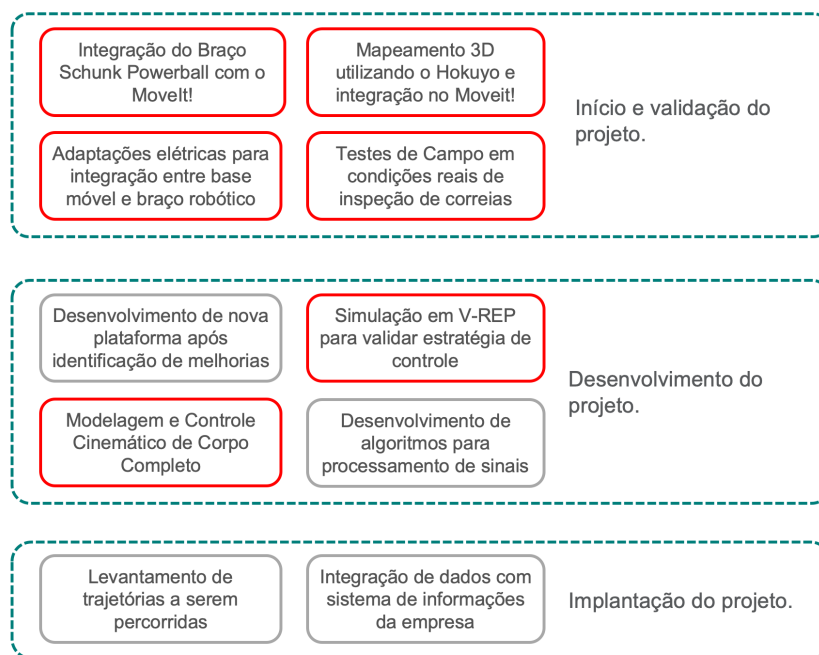 Integração do Braço
Schunk Powerball com o
MoveIt!
Mapeamento 3D
utilizando o Hokuyo e
integração no Moveit!
Adaptações elétricas para
integração entre base
móvel e braço robótico
Testes de Campo em
condições reais de
inspeção de correias
Início e validação do
projeto.
Desenvolvimento de nova
plataforma após
identificação de melhorias
Simulação em V-REP
para validar estratégia de
controle
Modelagem e Controle
Cinemático de Corpo
Completo
Desenvolvimento de
algoritmos para
processamento de sinais
Desenvolvimento do
projeto.
Levantamento de
trajetórias a serem
percorridas
Integração de dados com
sistema de informações
da empresa
Implantação do projeto.